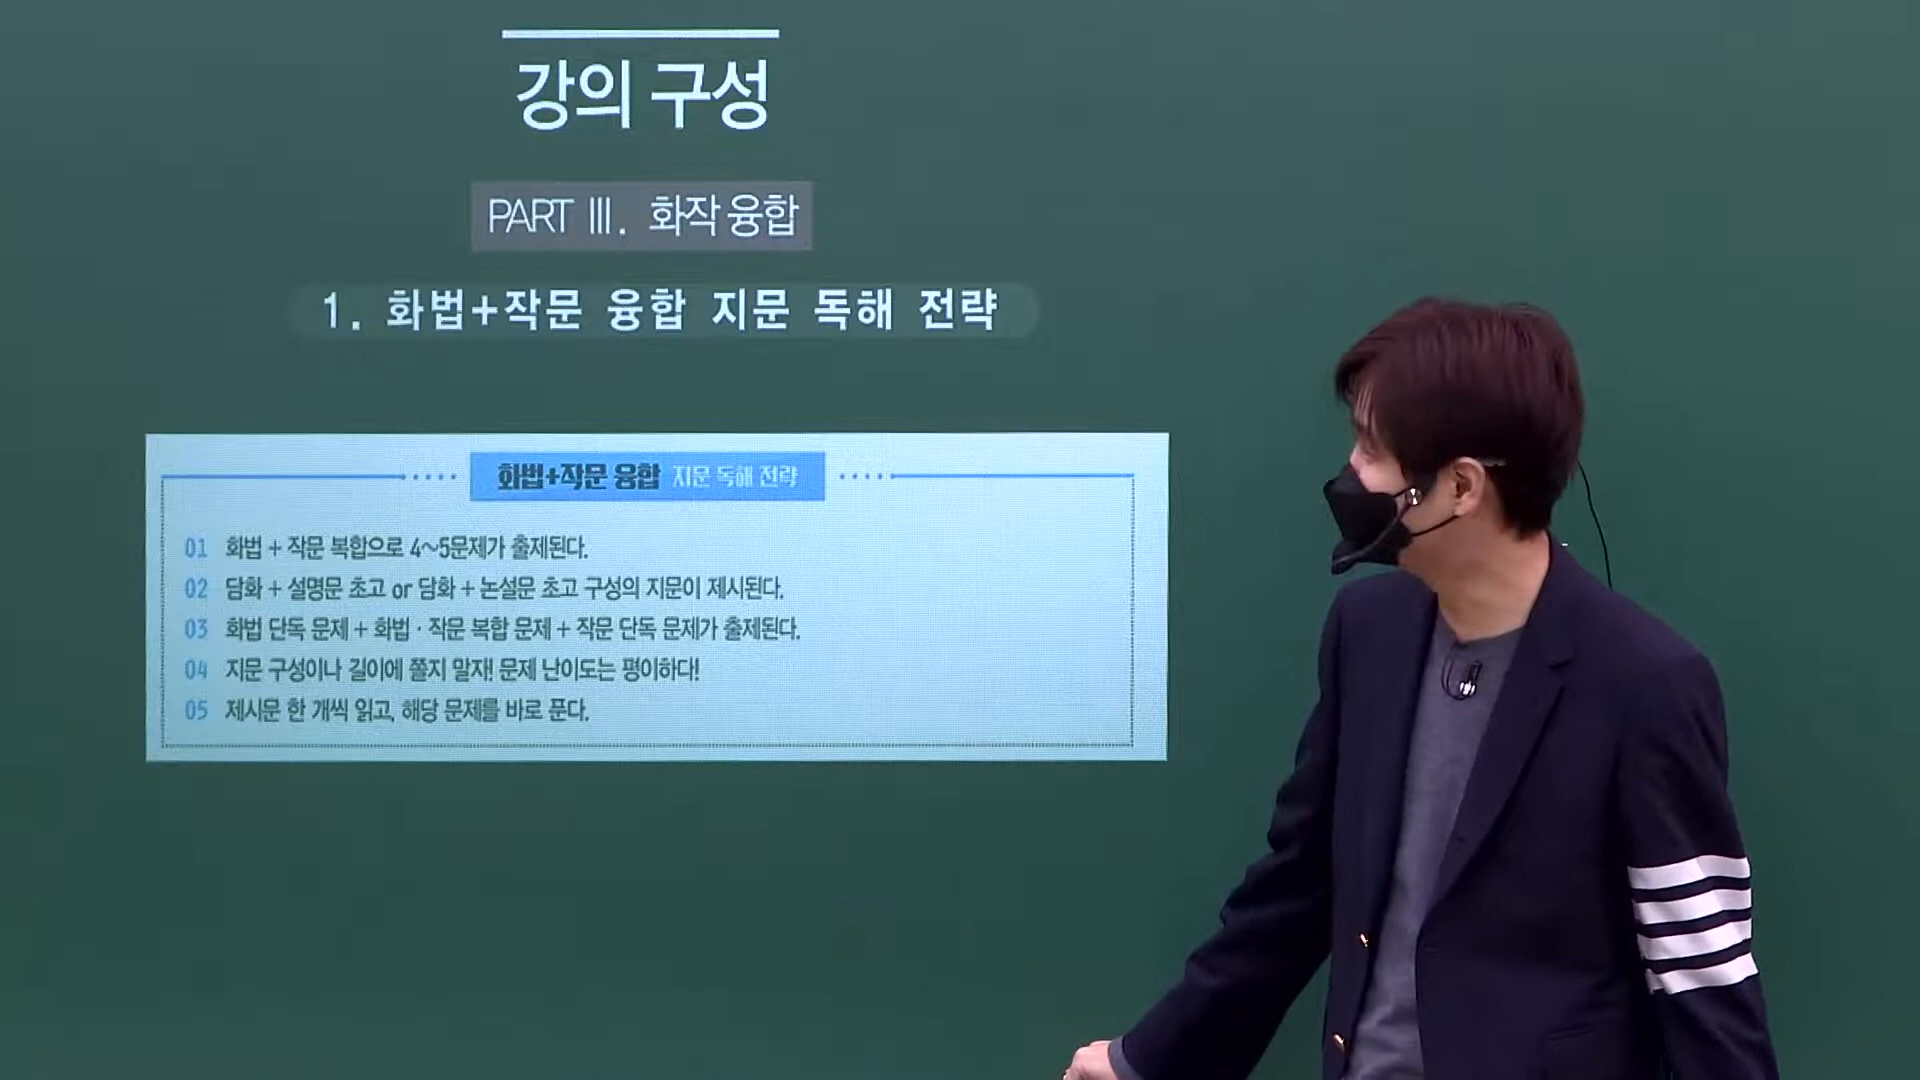 강의 구성
PART Ⅲ. 화작 융합
1. 화법+작문 융합 지문 독해 전략
화법+작문 융합 지문 독해 전략
01 화법 + 작문 복합으로 4~5문제가 출제된다.
02 담화 + 설명문 초고 or 담화 + 논설문 초고 구성의 지문이 제시된다.
03 화법 단독 문제 + 화법 · 작문 복합 문제 + 작문 단독 문제가 출제된다.
04 지문 구성이나 길이에 쫄지 말자! 문제 난이도는 평이하다!
05 제시문 한 개씩 읽고, 해당 문제를 바로 푼다.